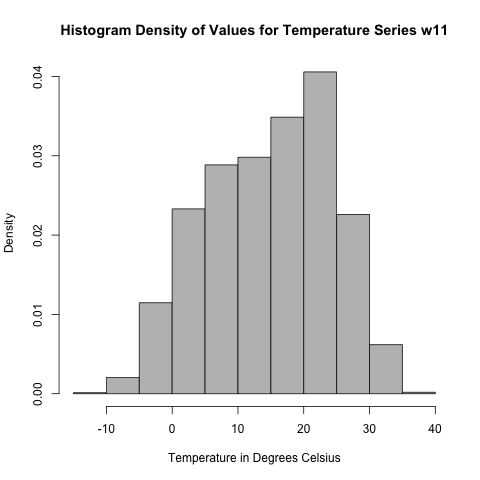 Histogram Density of Values for Temperature Series w11
Density
0.04
0.03
0.02
0.01
0.00
-10 0 10 20 30 40
Temperature in Degrees Celsius